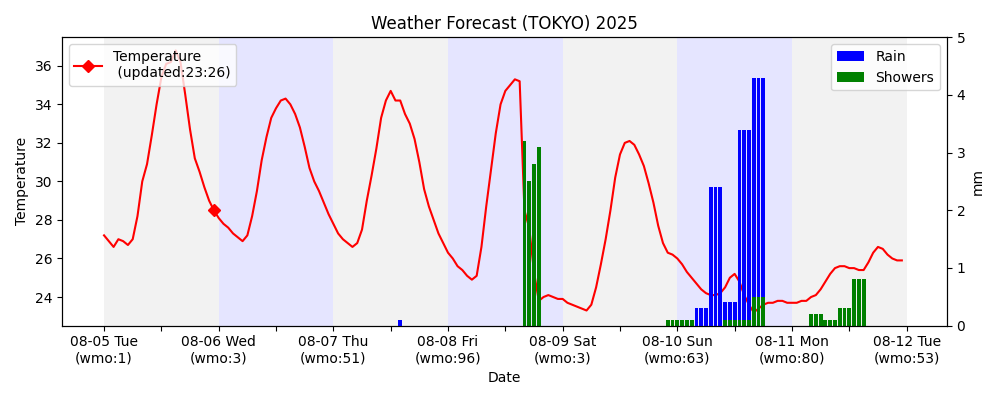 Weather Forecast (TOKYO) 2025
Temperature
(updated:23:26)
Rain
Showers
36
34
32
30
28
26
24
Temperature
5
4
3
2
1
0
mm
08-05 Tue
(wmo:1)
08-06 Wed
(wmo:3)
08-07 Thu
(wmo:51)
08-08 Fri
(wmo:96)
08-09 Sat
(wmo:3)
08-10 Sun
(wmo:63)
08-11 Mon
(wmo:80)
08-12 Tue
(wmo:53)
Date